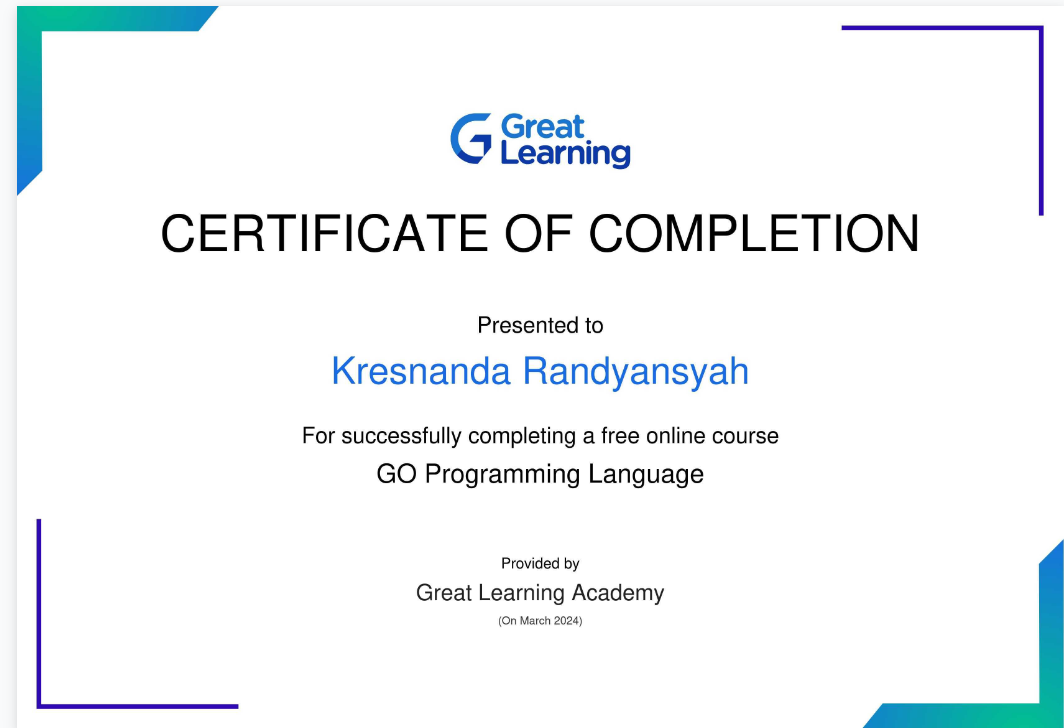 Great
Learning
CERTIFICATE OF COMPLETION
Presented to
Kresnanda Randyansyah
For successfully completing a free online course
GO Programming Language
Provided by
Great Learning Academy
(On March 2024)